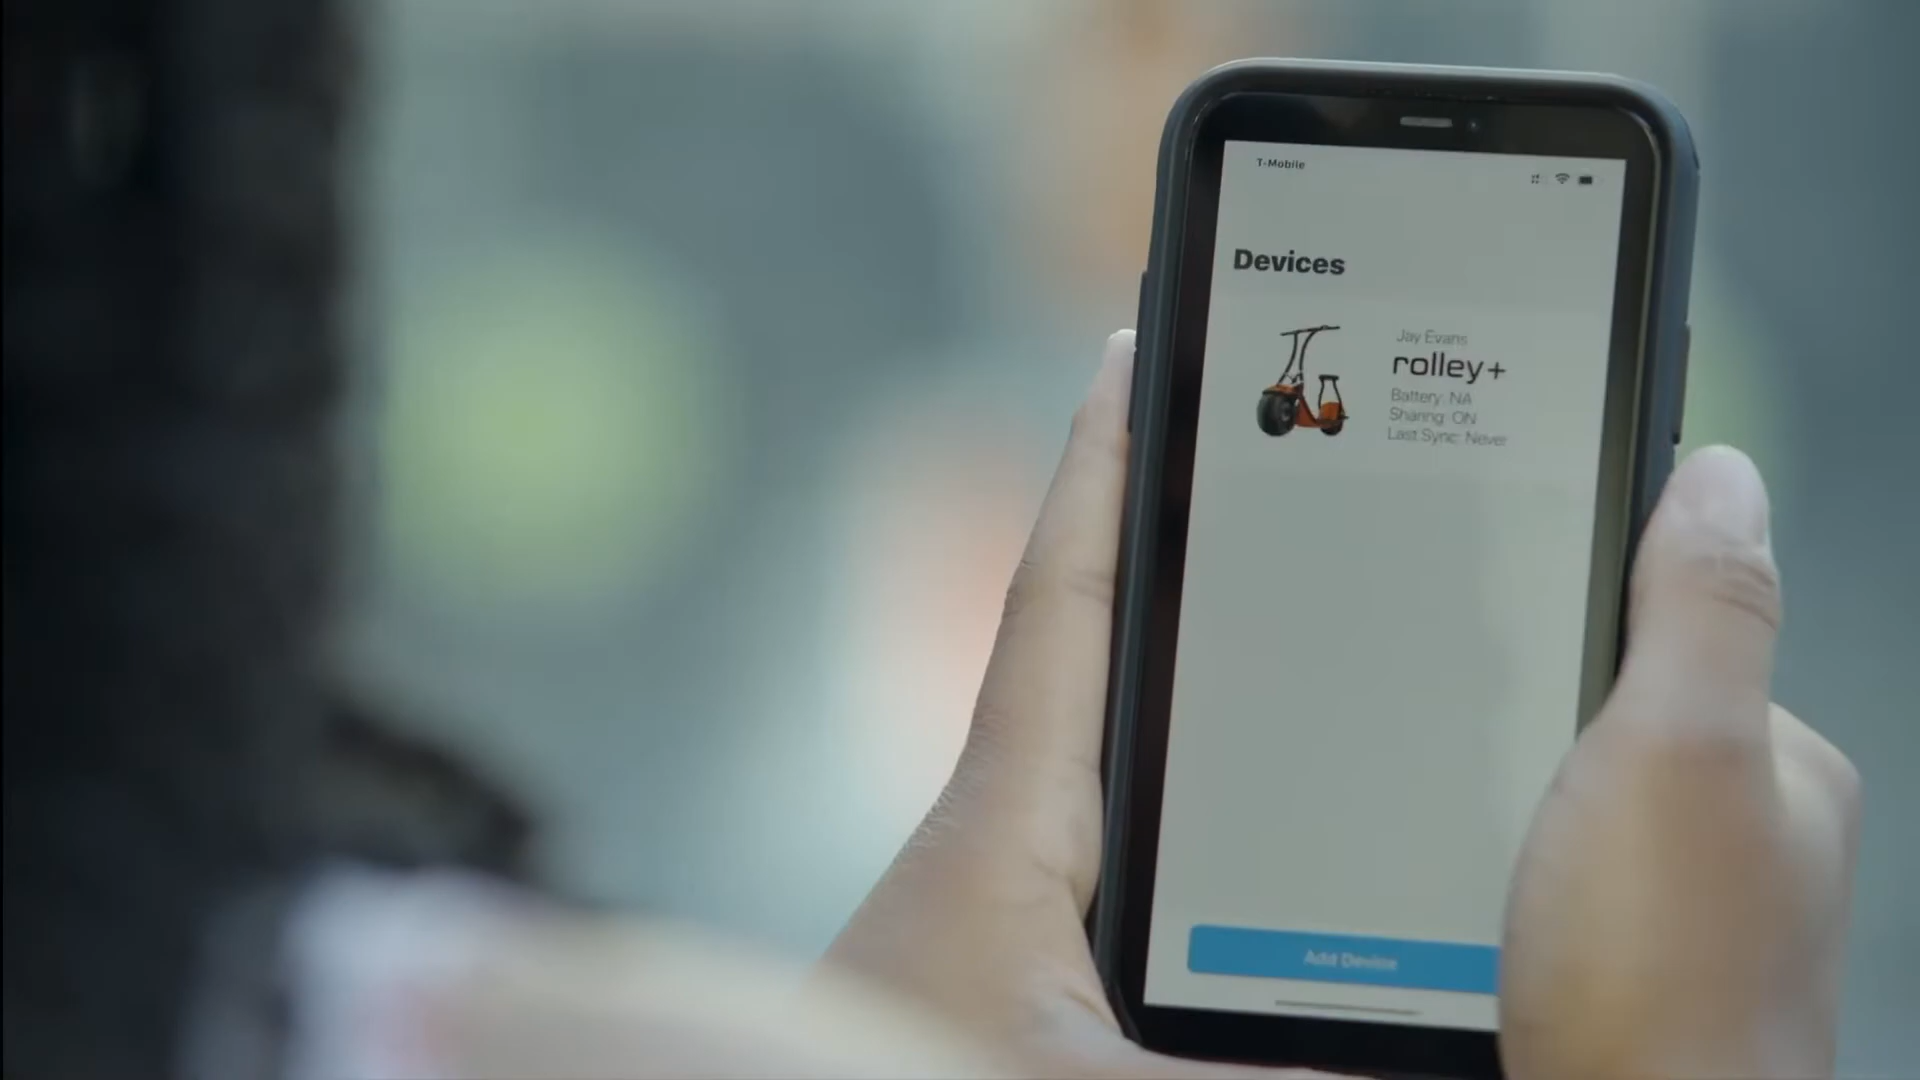 T-Mobile
Devices
Jay Evans
rolley+
Battery: NA
Sharing: ON
Last Sync: Never
Add Device